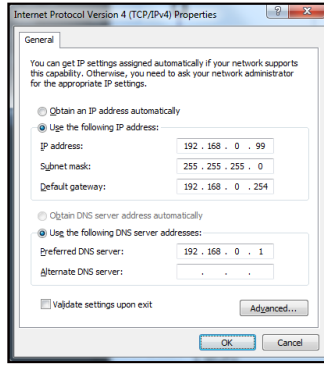 Internet Protocol Version 4 (TCP/IPv4) Properties
General
You can get IP settings assigned automatically if your network supports
this capability. Otherwise, you need to ask your network administrator
for the appropriate IP settings.
Obtain an IP address automatically
Use the following IP address:
IP address: 192 . 168 . 0 . 99
Subnet mask: 255 . 255 . 255 . 0
Default gateway: 192 . 168 . 0 . 254
Obtain DNS server address automatically
Use the following DNS server addresses:
Preferred DNS server: 192 . 168 . 0 . 1
Alternate DNS server: . . .
Validate settings upon exit
Advanced...
OK Cancel